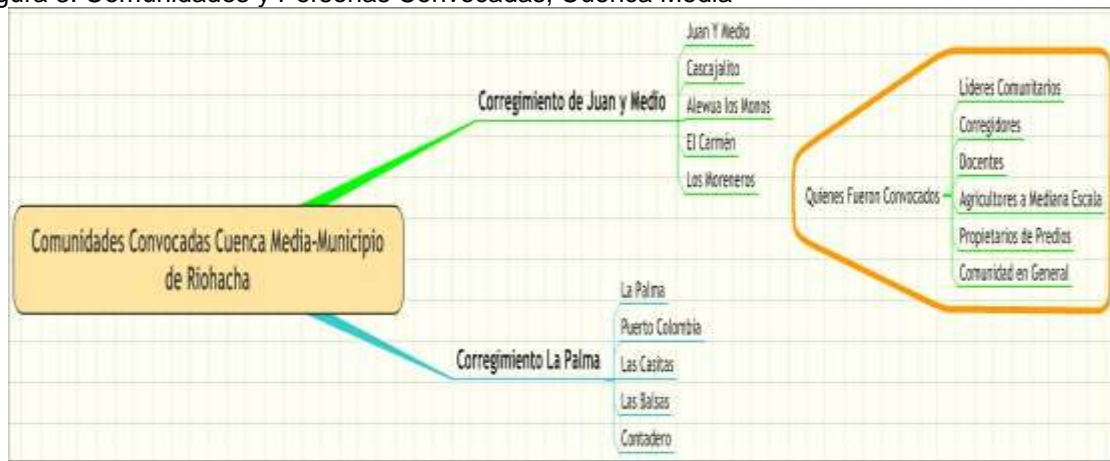 Comunidades y Personas Convocadas, Cuenca Media
Comunidades Convocadas Cuenca Media-Municipio
de Riohacha
Corregimiento de Juan y Medio
Juan Y Medio
Cascajalito
Alewua los Monos
El Carmén
Los Moreneros
Corregimiento La Palma
La Palma
Puerto Colombia
Las Casitas
Las Balsas
Contadero
Quienes Fueron Convocados
Lideres Comunitarios
Corregidores
Docentes
Agricultores a Mediana Escala
Propietarios de Predios
Comunidad en General